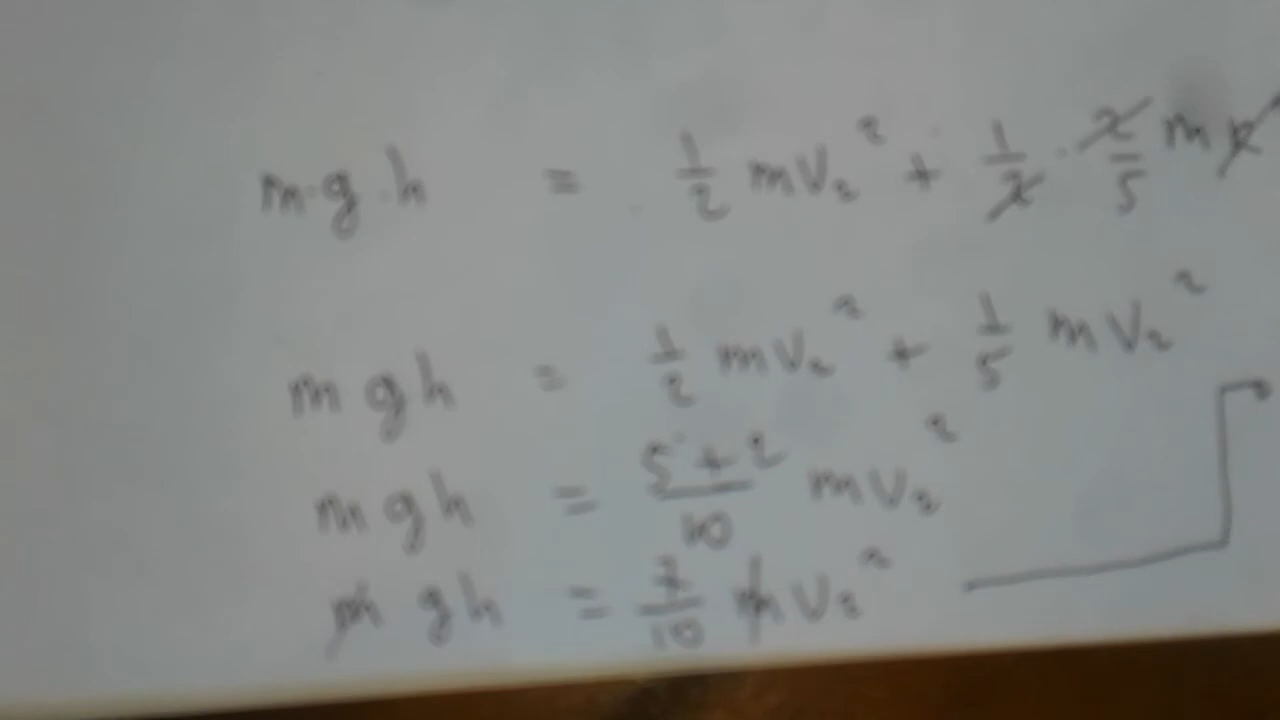 m·g·h = 1/2 mv₂² + 1/2 · 2/5 m r
mgh = 1/2 mv₂² + 1/5 mv₂²
mgh = 5+2/10 mv₂²
mgh = 7/10 mv₂²